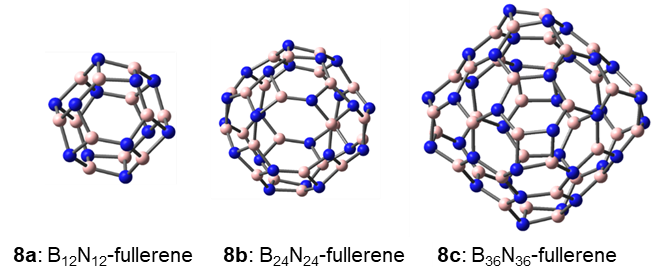 8a: B₁₂N₁₂-fullerene 8b: B₂₄N₂₄-fullerene 8c: B₃₆N₃₆-fullerene